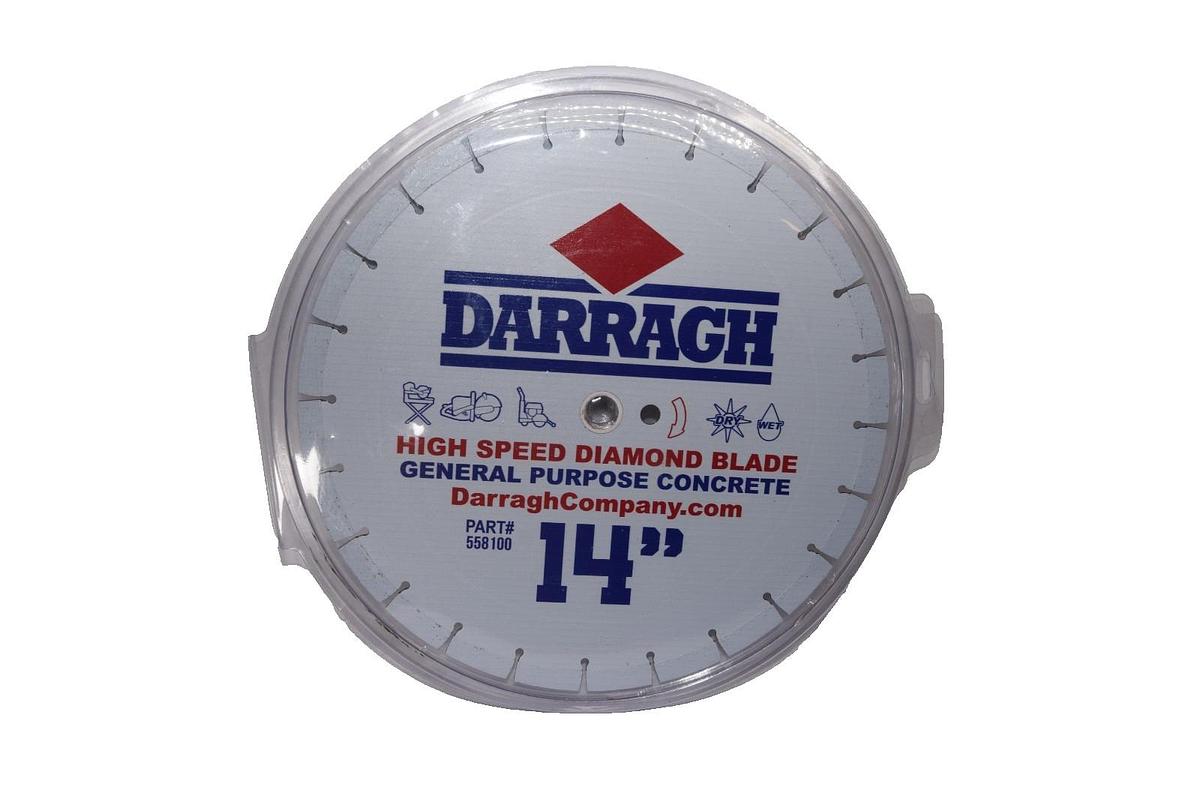 DARRAGH
DRY WET
HIGH SPEED DIAMOND BLADE
GENERAL PURPOSE CONCRETE
DarraghCompany.com
PART#
558100
14”